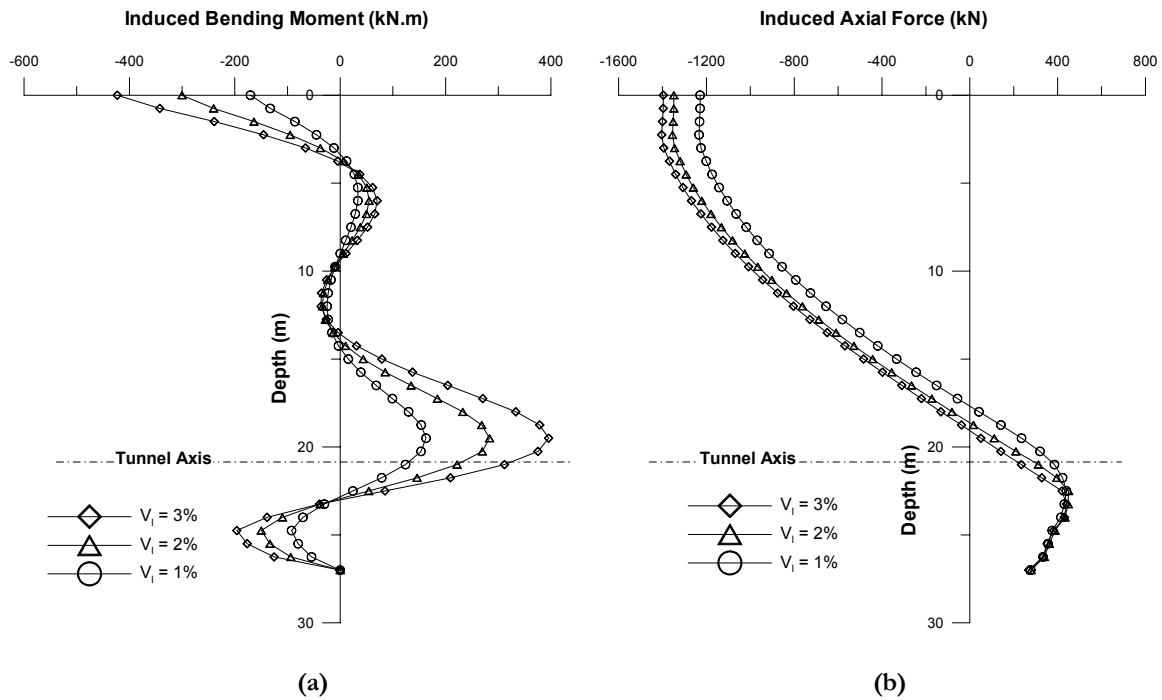 Induced Bending Moment (kN.m)
-600 -400 -200 0 200 400
0
10
20
30
Depth (m)
Tunnel Axis
V_l = 3%
V_l = 2%
V_l = 1%
(a)
Induced Axial Force (kN)
-1600 -1200 -800 -400 0 400 800
0
10
20
30
Depth (m)
Tunnel Axis
V_l = 3%
V_l = 2%
V_l = 1%
(b)